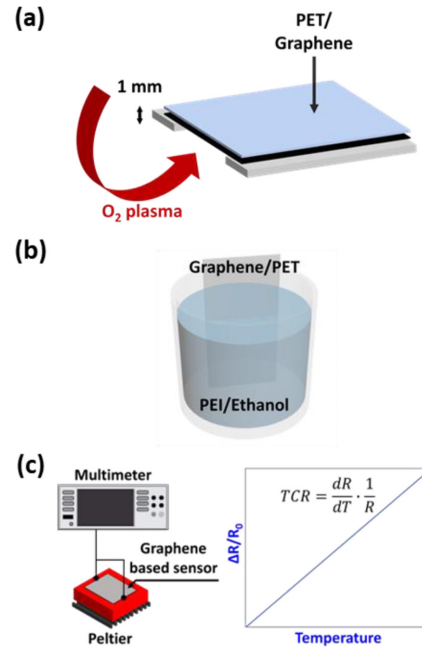 (a)
PET/
Graphene
1 mm
O₂ plasma
(b)
Graphene/PET
PEI/Ethanol
(c)
Multimeter
Graphene
based sensor
Peltier
TCR = dR/dT · 1/R
ΔR/R₀
Temperature